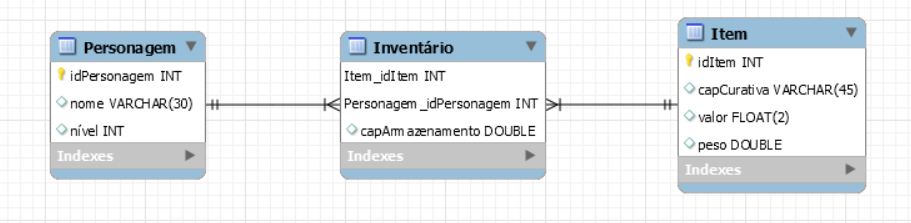 Personagem
idPersonagem INT
nome VARCHAR(30)
nível INT
Indexes
Inventário
Item_idItem INT
Personagem_idPersonagem INT
capArmazenamento DOUBLE
Indexes
Item
idItem INT
capCurativa VARCHAR(45)
valor FLOAT(2)
peso DOUBLE
Indexes